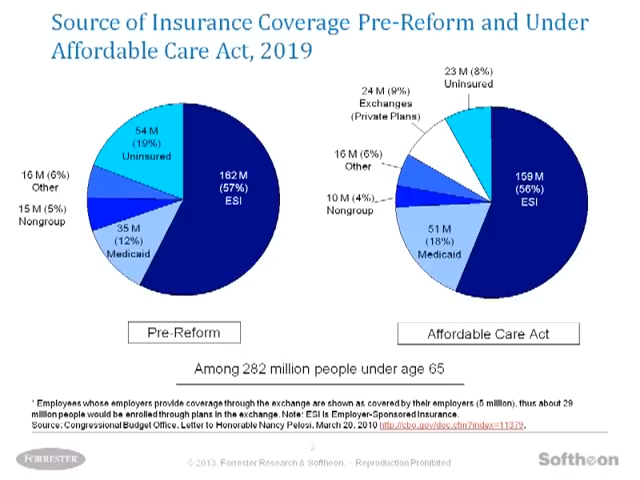 Source of Insurance Coverage Pre-Reform and Under
Affordable Care Act, 2019
54 M
(19%)
Uninsured
16 M (6%)
Other
15 M (5%)
Nongroup
35 M
(12%)
Medicaid
162 M
(57%)
ESI
Pre-Reform
23 M (8%)
Uninsured
24 M (9%)
Exchanges
(Private Plans)
16 M (6%)
Other
10 M (4%)
Nongroup
51 M
(18%)
Medicaid
159 M
(56%)
ESI
Affordable Care Act
Among 282 million people under age 65
* Employees whose employers provide coverage through the exchange are shown as covered by their employers (5 million), thus about 29
million people would be enrolled through plans in the exchange. Note: ESI is Employer-Sponsored Insurance.
Source: Congressional Budget Office, Letter to Honorable Nancy Pelosi, March 20, 2010 http://cbo.gov/doc.cfm?index=11379.
2
FORRESTER
© 2013, Forrester Research & Softheon. - Reproduction Prohibited
Softheon